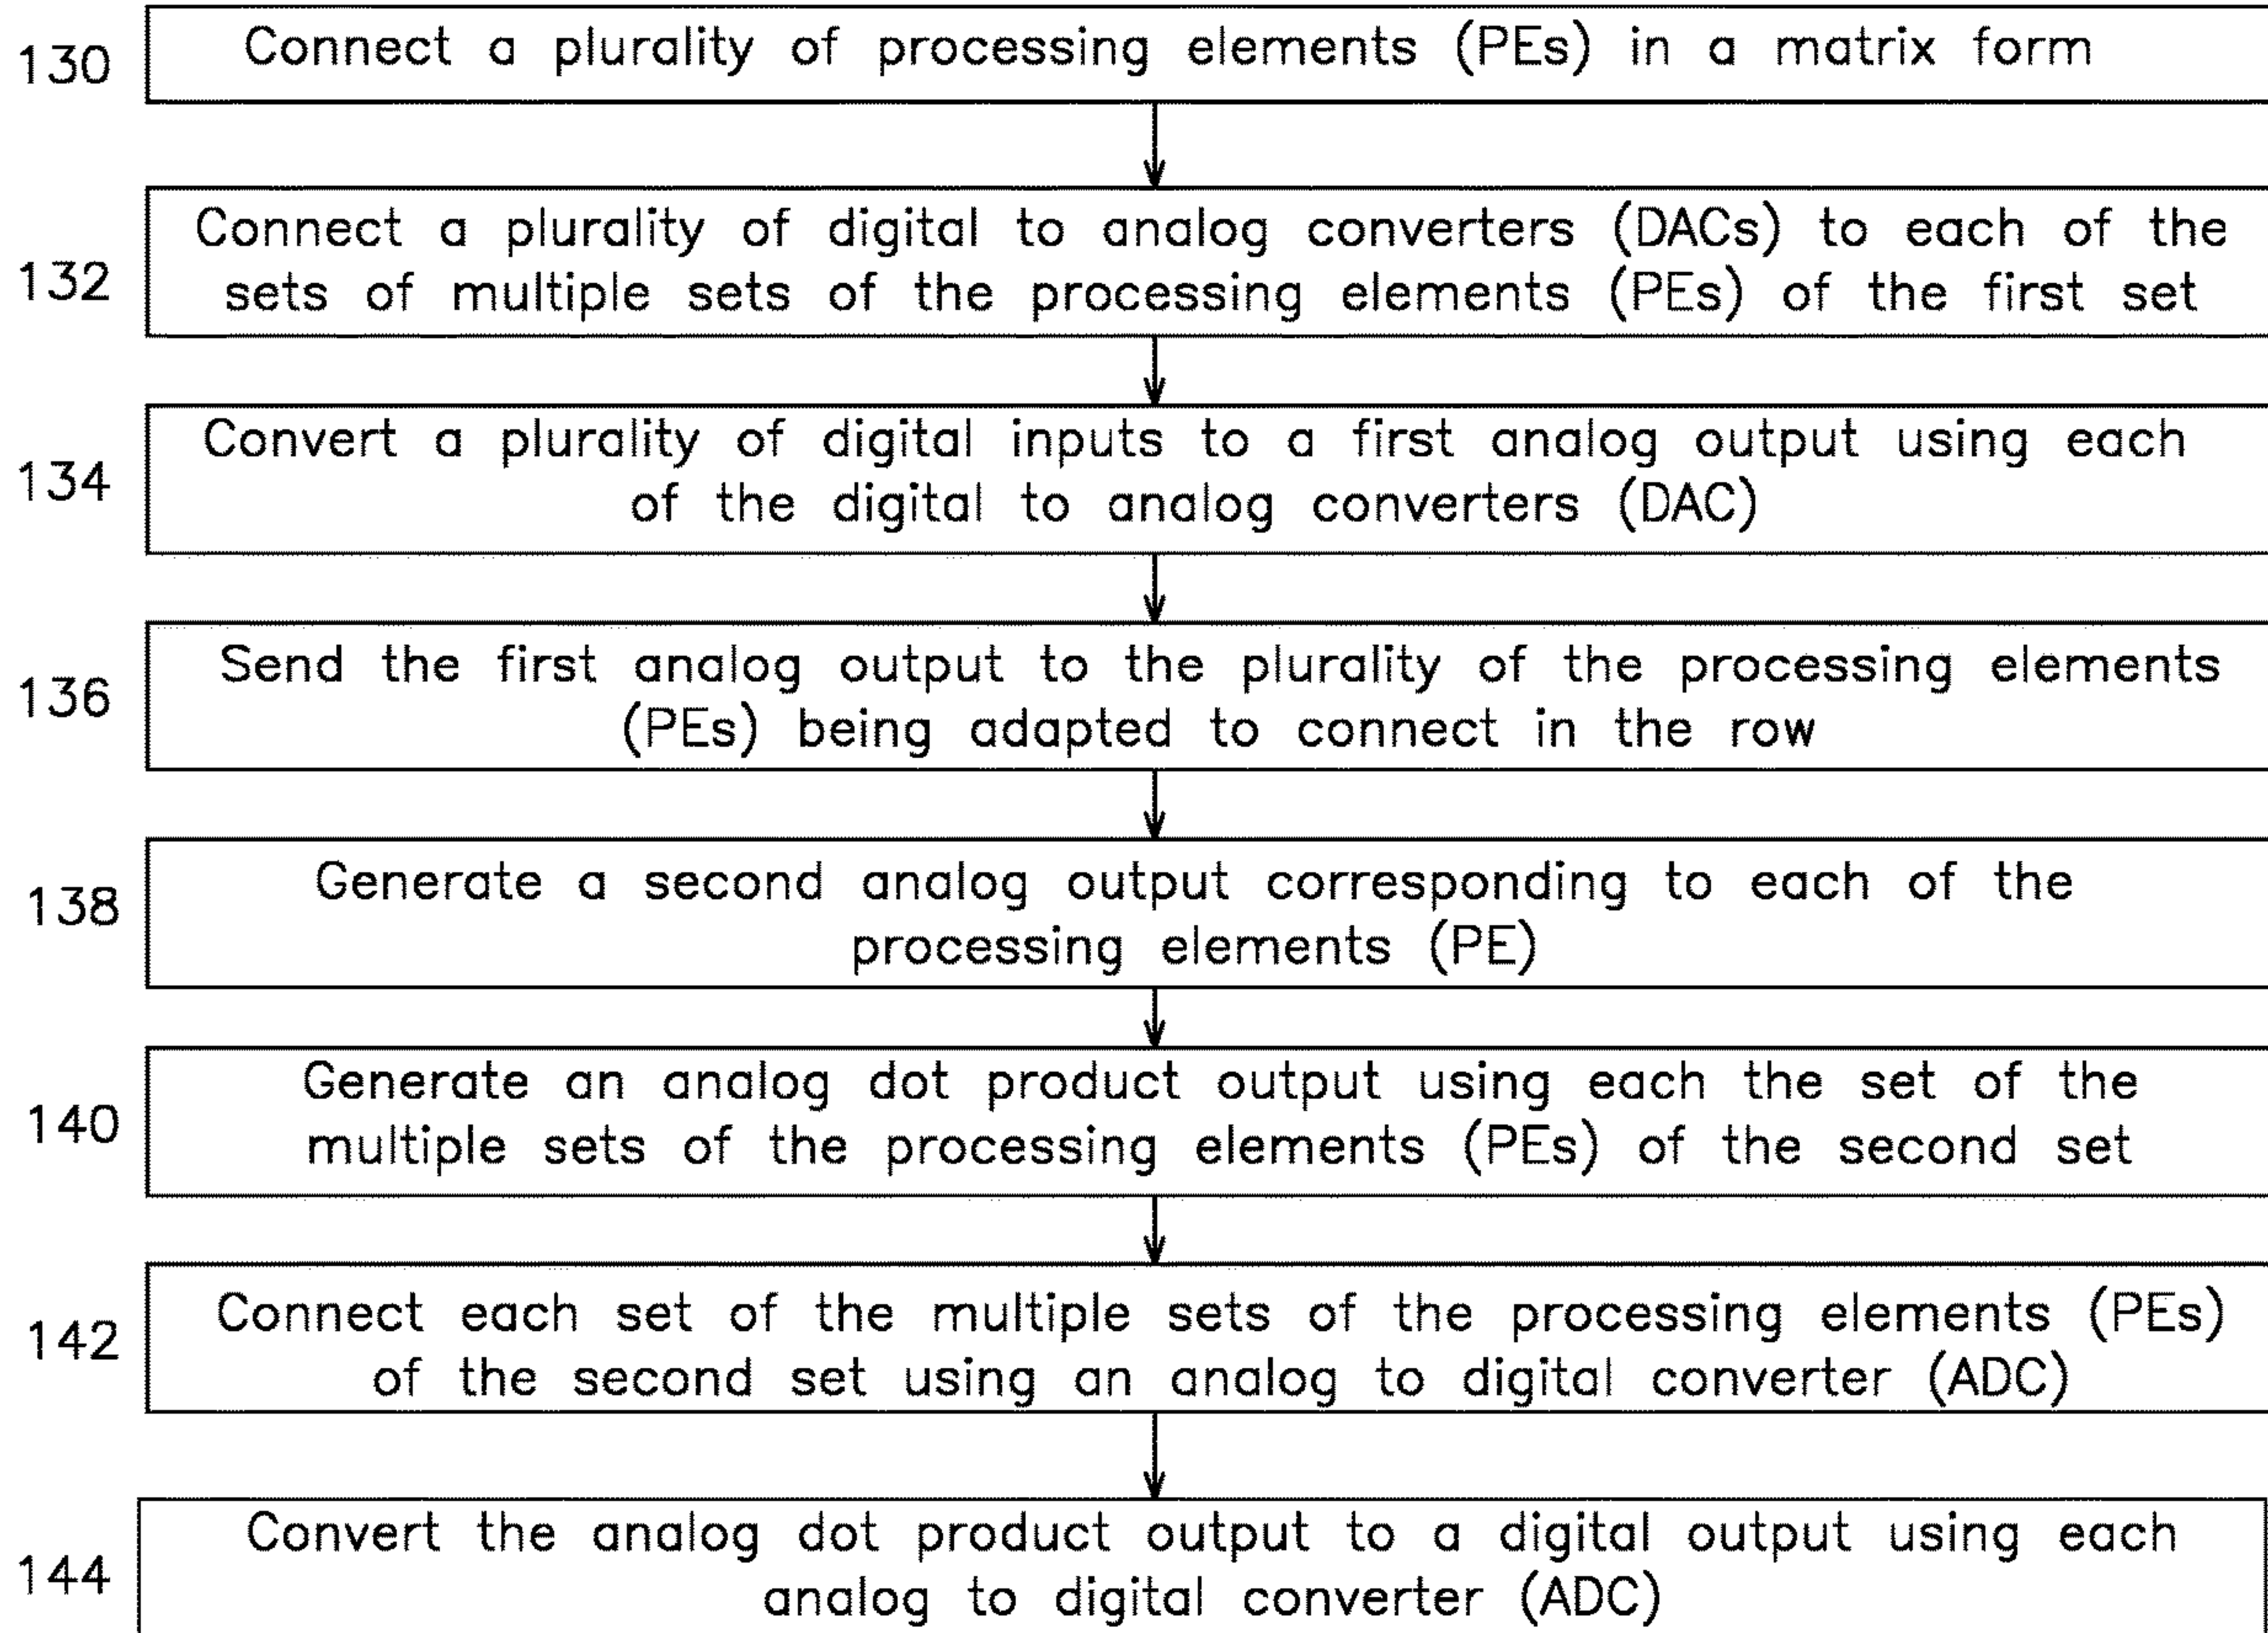 130
Connect a plurality of processing elements (PEs) in a matrix form
132
Connect a plurality of digital to analog converters (DACs) to each of the
sets of multiple sets of the processing elements (PEs) of the first set
134
Convert a plurality of digital inputs to a first analog output using each
of the digital to analog converters (DAC)
136
Send the first analog output to the plurality of the processing elements
(PEs) being adapted to connect in the row
138
Generate a second analog output corresponding to each of the
processing elements (PE)
140
Generate an analog dot product output using each the set of the
multiple sets of the processing elements (PEs) of the second set
142
Connect each set of the multiple sets of the processing elements (PEs)
of the second set using an analog to digital converter (ADC)
144
Convert the analog dot product output to a digital output using each
analog to digital converter (ADC)